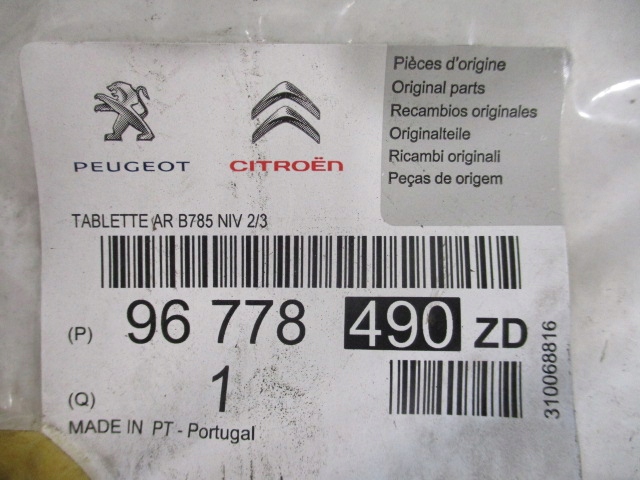 PEUGEOT
CITROËN
Pièces d'origine
Original parts
Recambios originales
Originalteile
Ricambi originali
Peças de origem
TABLETTE AR B785 NIV 2/3
(P) 96 778 490 ZD
(Q) 1
MADE IN PT - Portugal
310068816